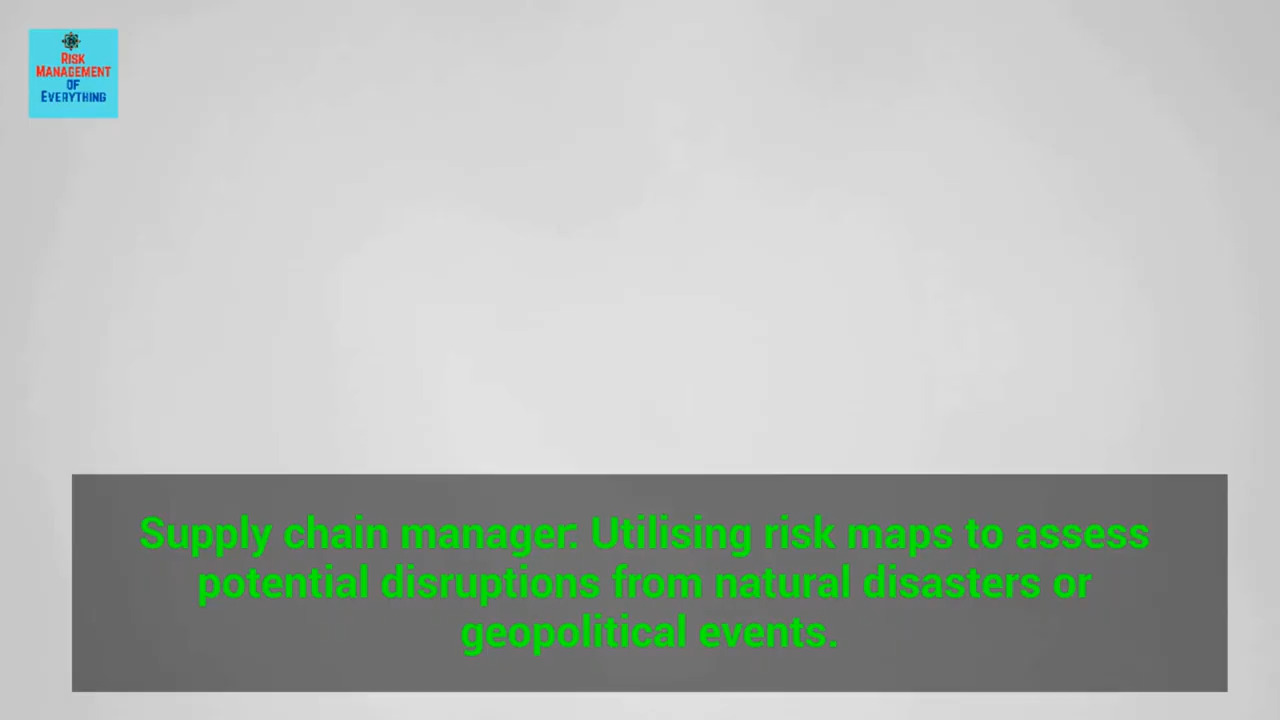 Risk
Management
of
Everything
Supply chain manager: Utilising risk maps to assess
potential disruptions from natural disasters or
geopolitical events.